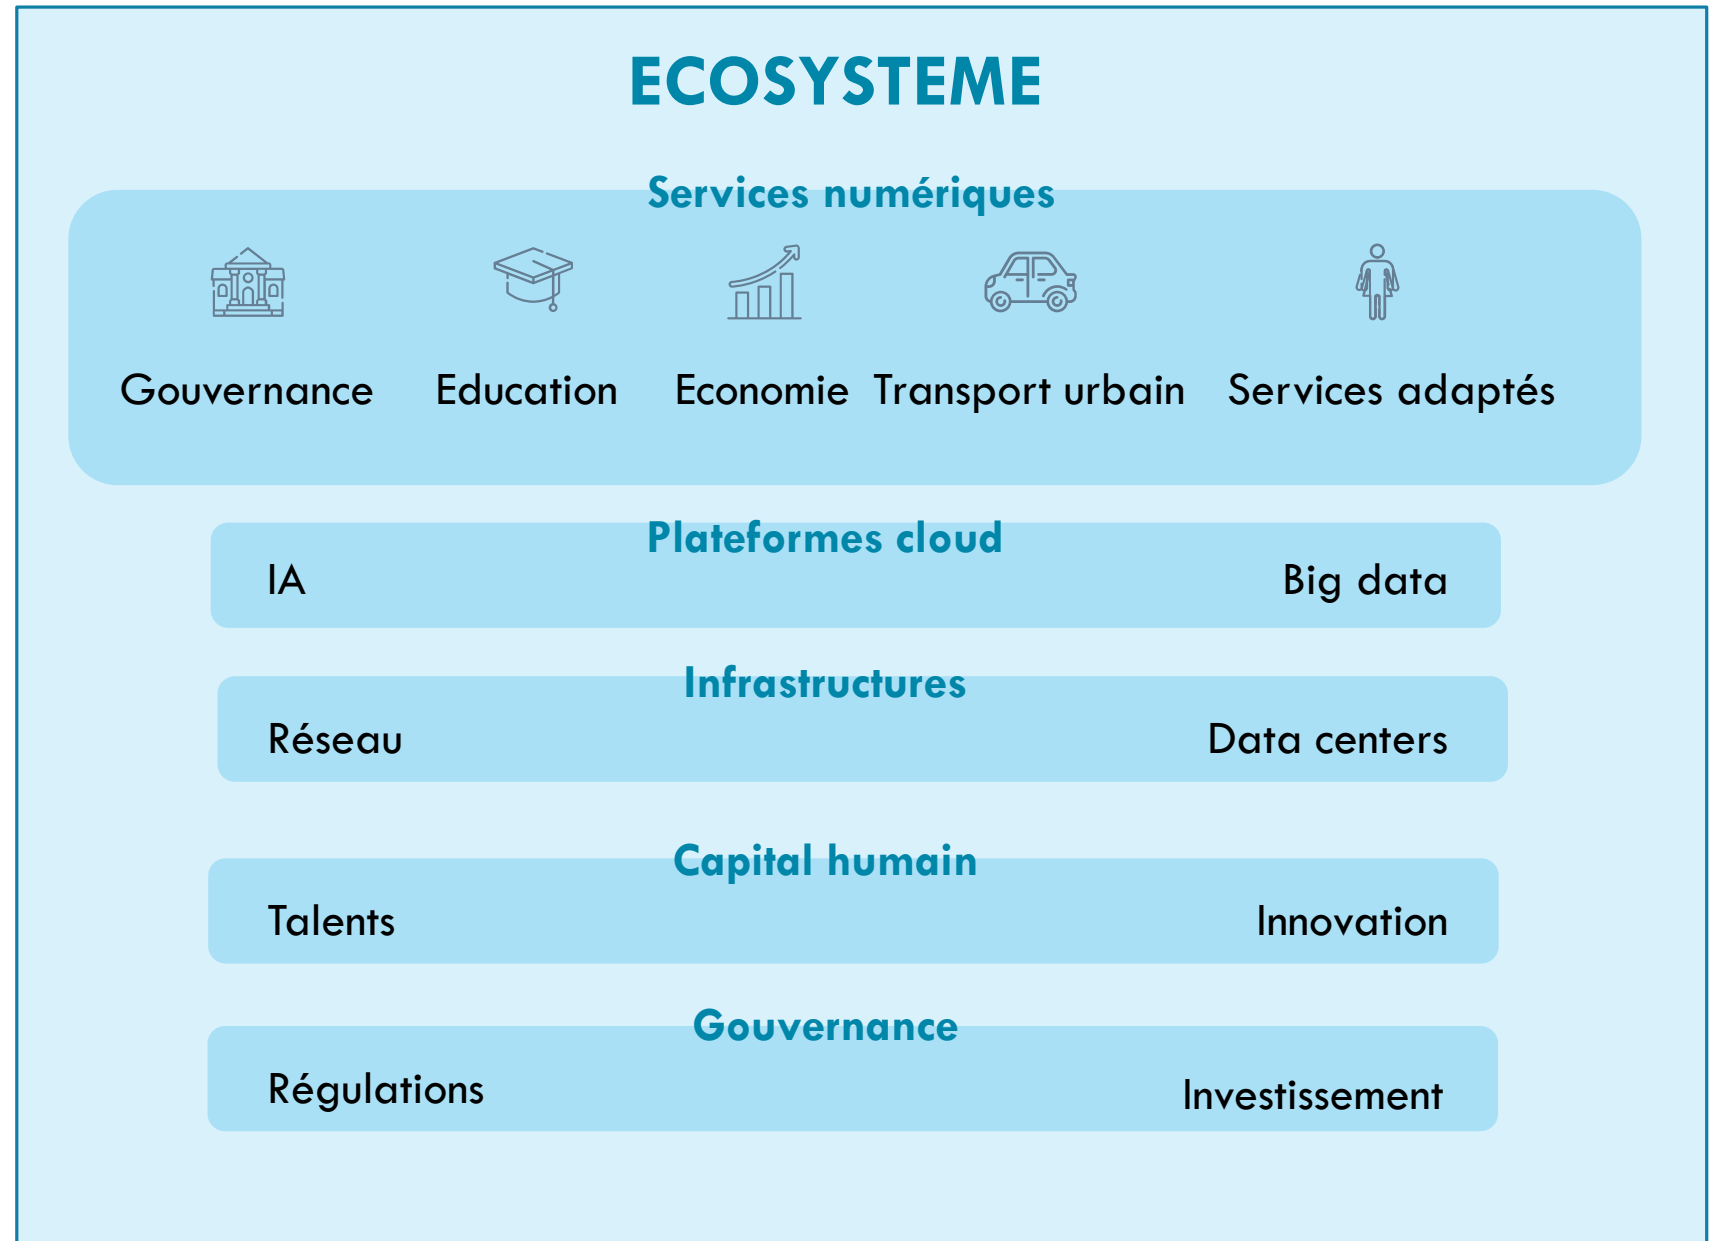 ECOSYSTEME
Services numériques
Gouvernance Education Economie Transport urbain Services adaptés
Plateformes cloud
IA Big data
Infrastructures
Réseau Data centers
Capital humain
Talents Innovation
Gouvernance
Régulations Investissement